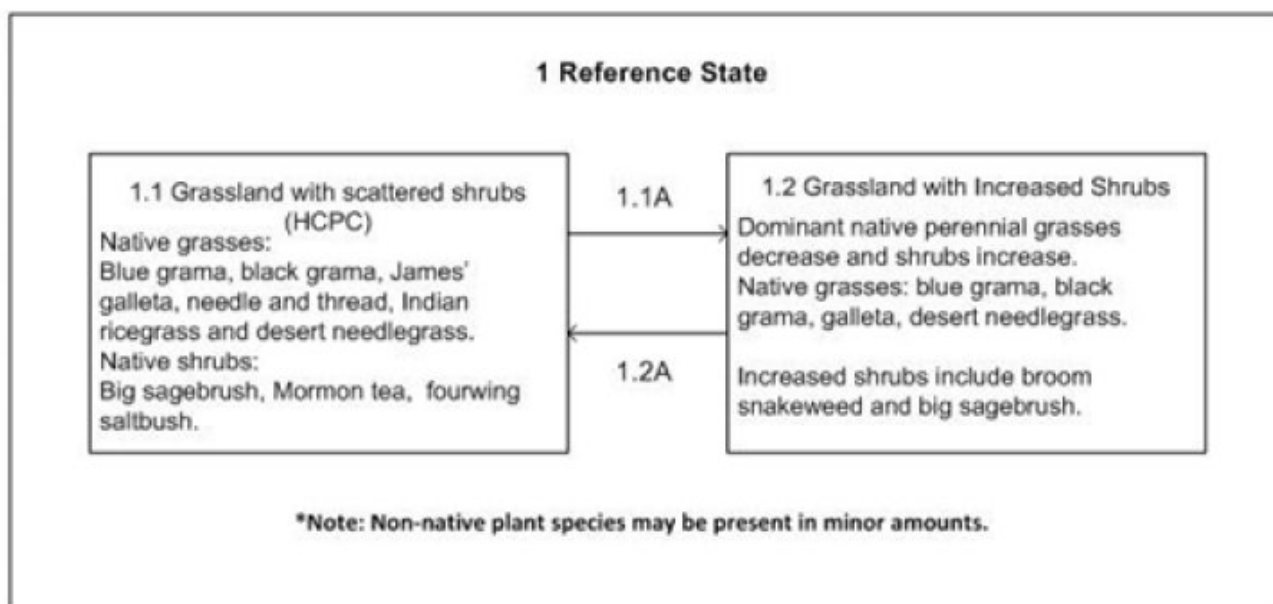 1 Reference State
1.1 Grassland with scattered shrubs
(HCPC)
Native grasses:
Blue grama, black grama, James'
galleta, needle and thread, Indian
ricegrass and desert needlegrass.
Native shrubs:
Big sagebrush, Mormon tea, fourwing
saltbush.
1.1A
1.2A
1.2 Grassland with Increased Shrubs
Dominant native perennial grasses
decrease and shrubs increase.
Native grasses: blue grama, black
grama, galleta, desert needlegrass.
Increased shrubs include broom
snakeweed and big sagebrush.
*Note: Non-native plant species may be present in minor amounts.